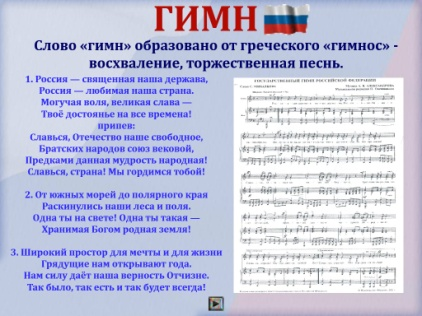 ГИМН
Слово «гимн» образовано от греческого «гимнос» -
восхваление, торжественная песнь.
1. Россия — священная наша держава,
Россия — любимая наша страна.
Могучая воля, великая слава —
Твоё достоянье на все времена!
припев:
Славься, Отечество наше свободное,
Братских народов союз вековой,
Предками данная мудрость народная!
Славься, страна! Мы гордимся тобой!
2. От южных морей до полярного края
Раскинулись наши леса и поля.
Одна ты на свете! Одна ты такая —
Хранимая Богом родная земля!
3. Широкий простор для мечты и для жизни
Грядущие нам открывают года.
Нам силу даёт наша верность Отчизне.
Так было, так есть и так будет всегда!
ГОСУДАРСТВЕННЫЙ ГИМН РОССИЙСКОЙ ФЕДЕРАЦИИ